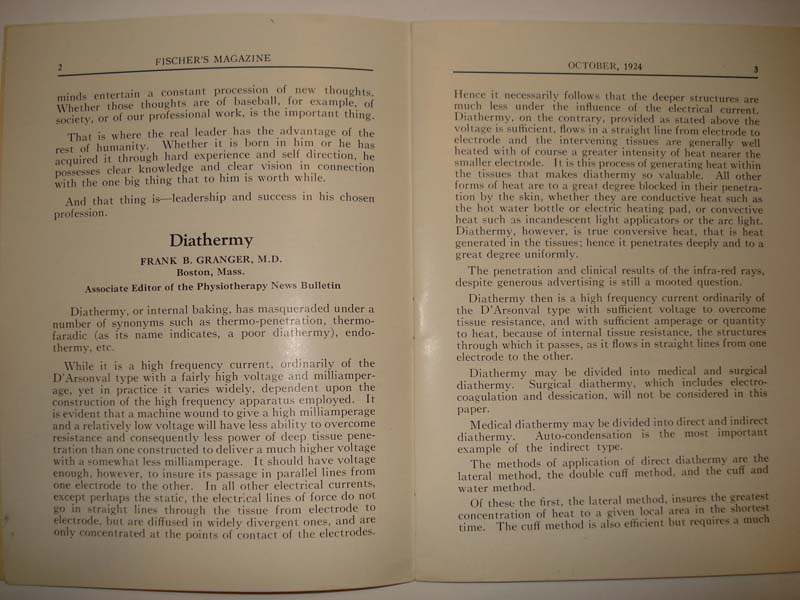 2
FISCHER'S MAGAZINE
minds entertain a constant procession of new thoughts.
Whether those thoughts are of baseball, for example, of
society, or of our professional work, is the important thing.
That is where the real leader has the advantage of the
rest of humanity. Whether it is born in him or he has
acquired it through hard experience and self direction, he
possesses clear knowledge and clear vision in connection
with the one big thing that to him is worth while.
And that thing is—leadership and success in his chosen
profession.
Diathermy
FRANK B. GRANGER, M.D.
Boston, Mass.
Associate Editor of the Physiotherapy News Bulletin
Diathermy, or internal baking, has masqueraded under a
number of synonyms such as thermo-penetration, thermo-
faradic (as its name indicates, a poor diathermy), endo-
thermy, etc.
While it is a high frequency current, ordinarily of the
D'Arsonval type with a fairly high voltage and milliamper-
age, yet in practice it varies widely, dependent upon the
construction of the high frequency apparatus employed. It
is evident that a machine wound to give a high milliamperage
and a relatively low voltage will have less ability to overcome
resistance and consequently less power of deep tissue pene-
tration than one constructed to deliver a much higher voltage
with a somewhat less milliamperage. It should have voltage
enough, however, to insure its passage in parallel lines from
one electrode to the other. In all other electrical currents,
except perhaps the static, the electrical lines of force do not
go in straight lines through the tissue from electrode to
electrode, but are diffused in widely divergent ones, and are
only concentrated at the points of contact of the electrodes.
OCTOBER, 1924
3
Hence it necessarily follows that the deeper structures are
much less under the influence of the electrical current.
Diathermy, on the contrary, provided as stated above the
voltage is sufficient, flows in a straight line from electrode to
electrode and the intervening tissues are generally well
heated with of course a greater intensity of heat nearer the
smaller electrode. It is this process of generating heat within
the tissues that makes diathermy so valuable. All other
forms of heat are to a great degree blocked in their penetra-
tion by the skin, whether they are conductive heat such as
the hot water bottle or electric heating pad, or convective
heat such as incandescent light applicators or the arc light.
Diathermy, however, is true conversive heat, that is heat
generated in the tissues; hence it penetrates deeply and to a
great degree uniformly.
The penetration and clinical results of the infra-red rays,
despite generous advertising is still a mooted question.
Diathermy then is a high frequency current ordinarily of
the D'Arsonval type with sufficient voltage to overcome
tissue resistance, and with sufficient amperage or quantity
to heat, because of internal tissue resistance, the structures
through which it passes, as it flows in straight lines from one
electrode to the other.
Diathermy may be divided into medical and surgical
diathermy. Surgical diathermy, which includes electro-
coagulation and dessication, will not be considered in this
paper.
Medical diathermy may be divided into direct and indirect
diathermy. Auto-condensation is the most important
example of the indirect type.
The methods of application of direct diathermy are the
lateral method, the double cuff method, and the cuff and
water method.
Of these the first, the lateral method, insures the greatest
concentration of heat to a given local area in the shortest
time. The cuff method is also efficient but requires a much